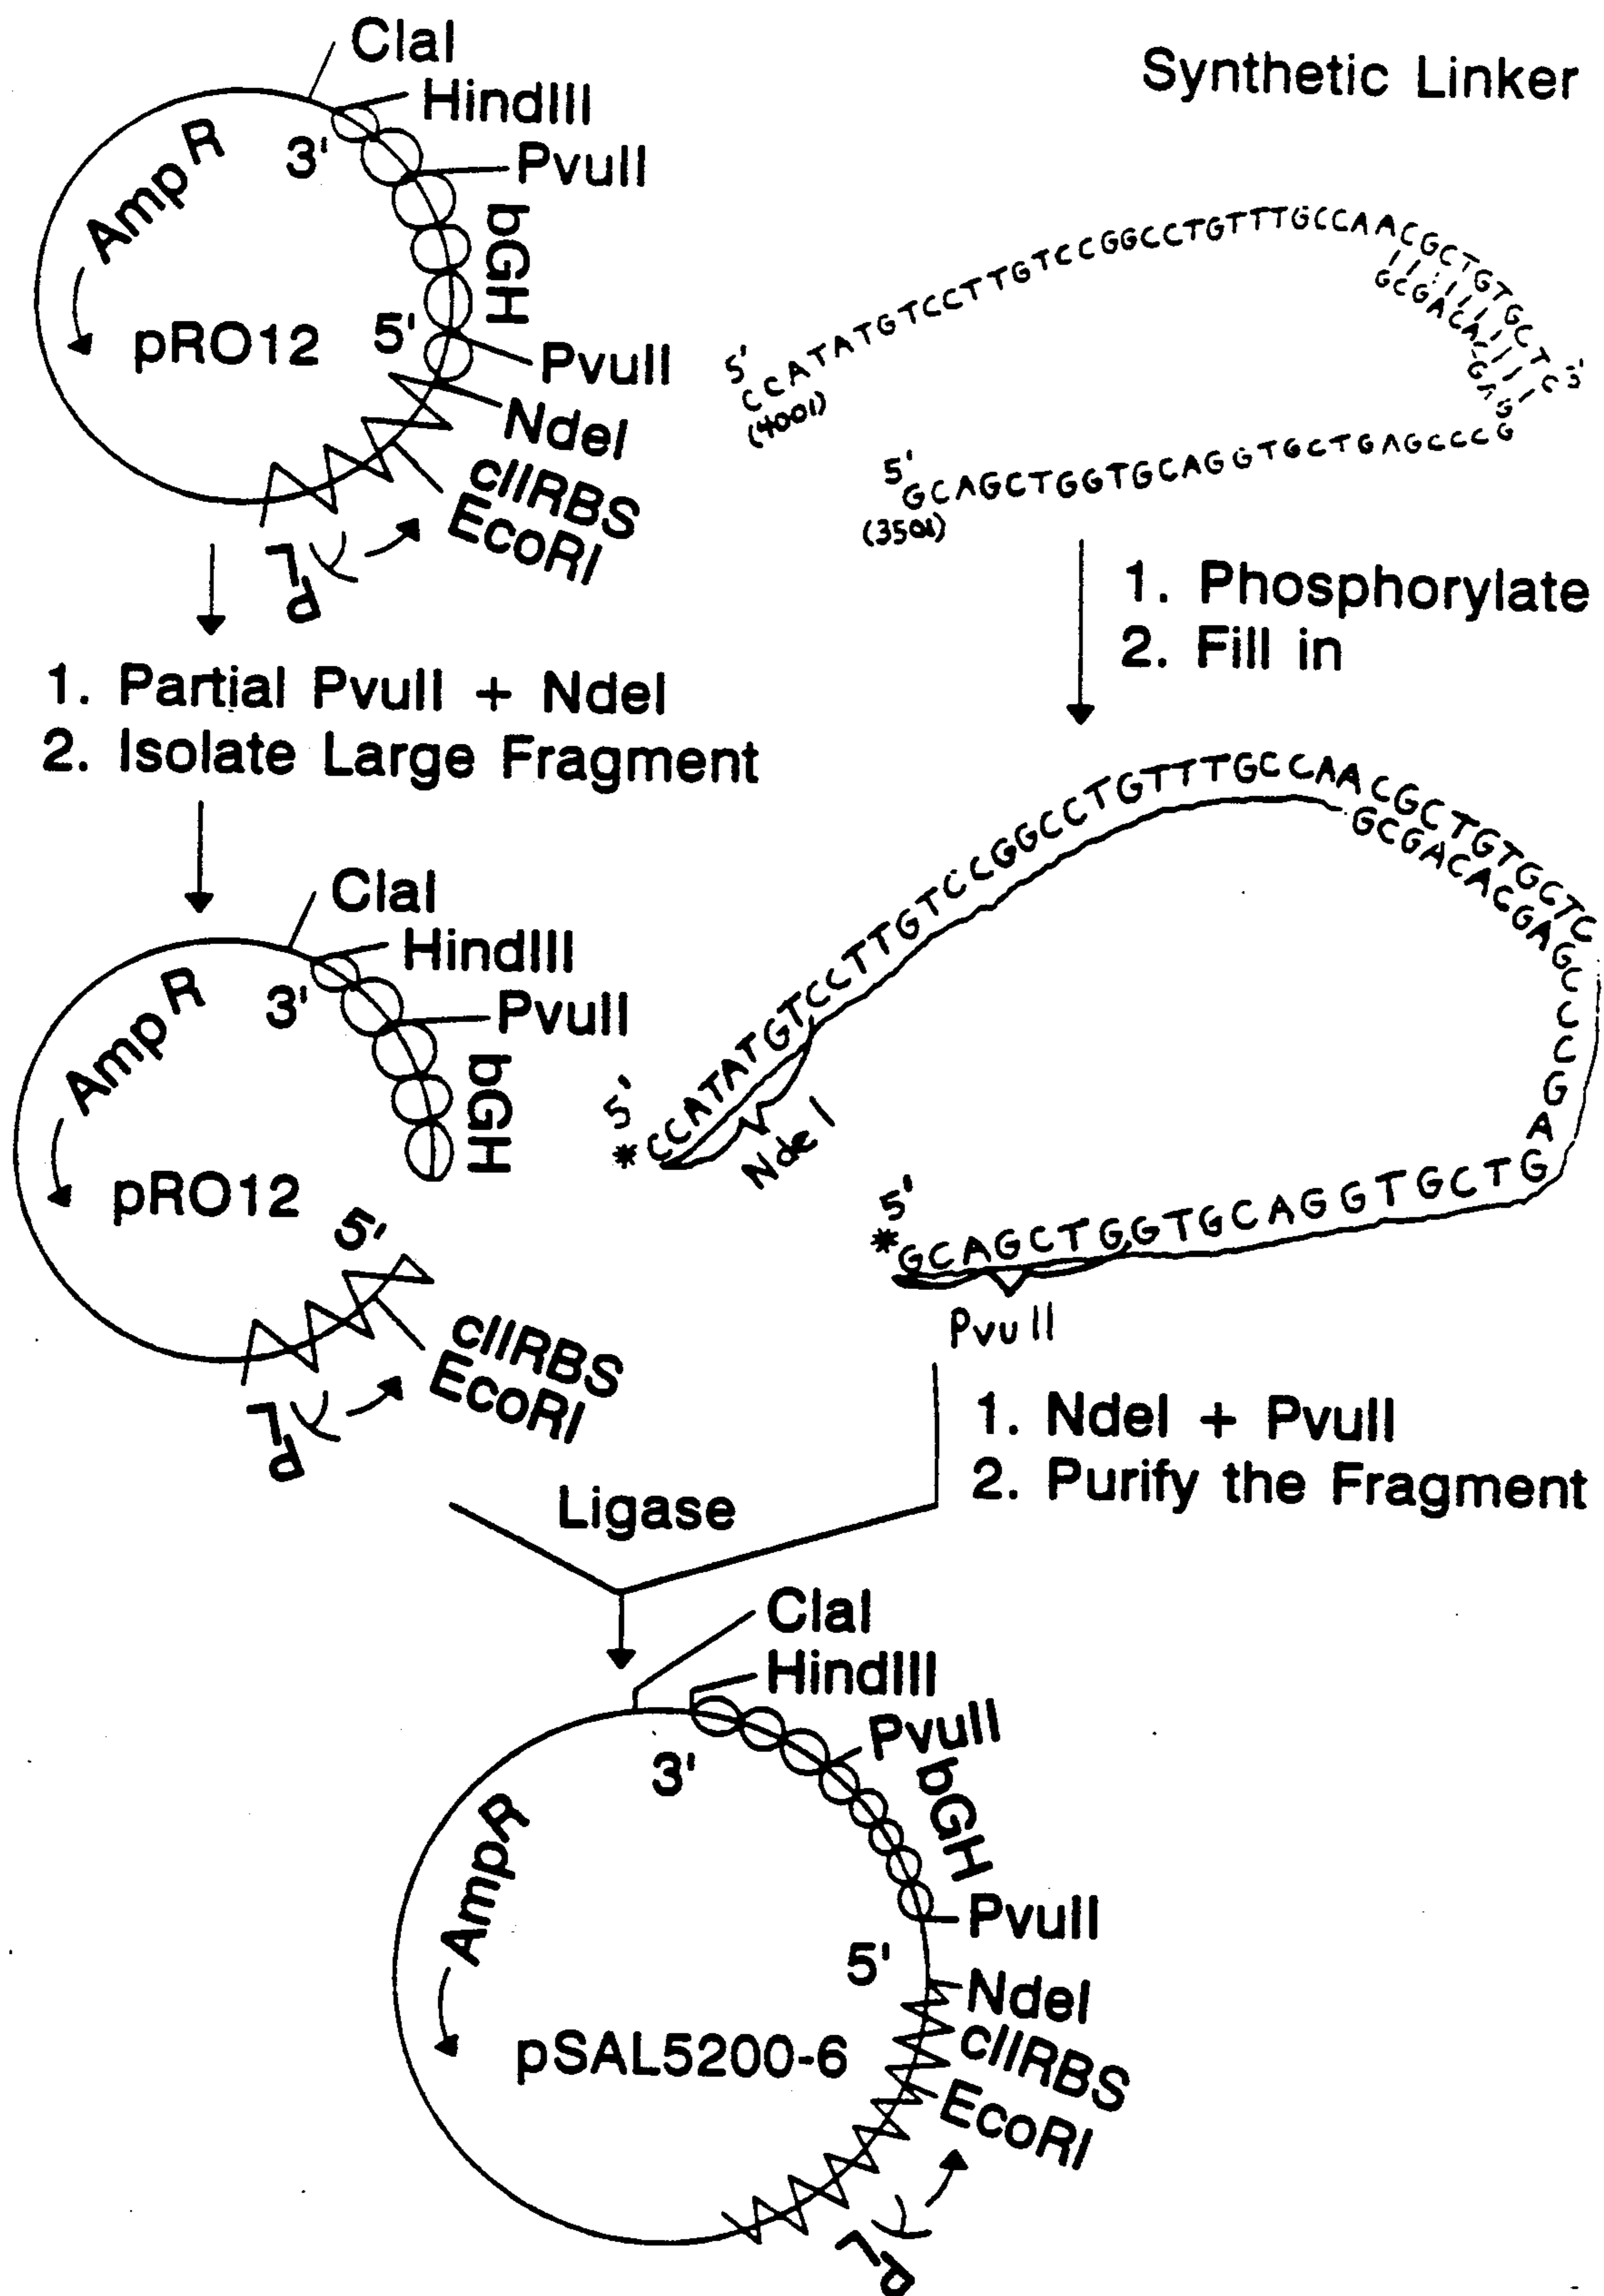 ClaI
HindIII
3'
PvuII
AmpR
bGH
pRO12
5'
PvuII
NdeI
cIIRBS
EcoRI
PL
Synthetic Linker
5'
CCATATGTCCTTGTCCGGCCTGTTTGCCAACGCTGTGCTC
3'
(4001)
GCGACACGAG
5'
GCAGCTGGTGCAGGTGCTGAGCCCG
(3501)
1. Phosphorylate
2. Fill in
1. Partial PvuII + NdeI
2. Isolate Large Fragment
ClaI
HindIII
3'
PvuII
AmpR
bGH
pRO12
5'
cIIRBS
EcoRI
PL
5'
*CCATATGTCCTTGTCCGGCCTGTTTGCCAACGCTGTGCTC
GCGACACGAGCCCGA
NdeI
5'
*GCAGCTGGTGCAGGTGCTG
PvuII
1. NdeI + PvuII
2. Purify the Fragment
Ligase
ClaI
HindIII
PvuII
3'
bGH
AmpR
PvuII
5'
NdeI
pSAL5200-6
cIIRBS
EcoRI
PL